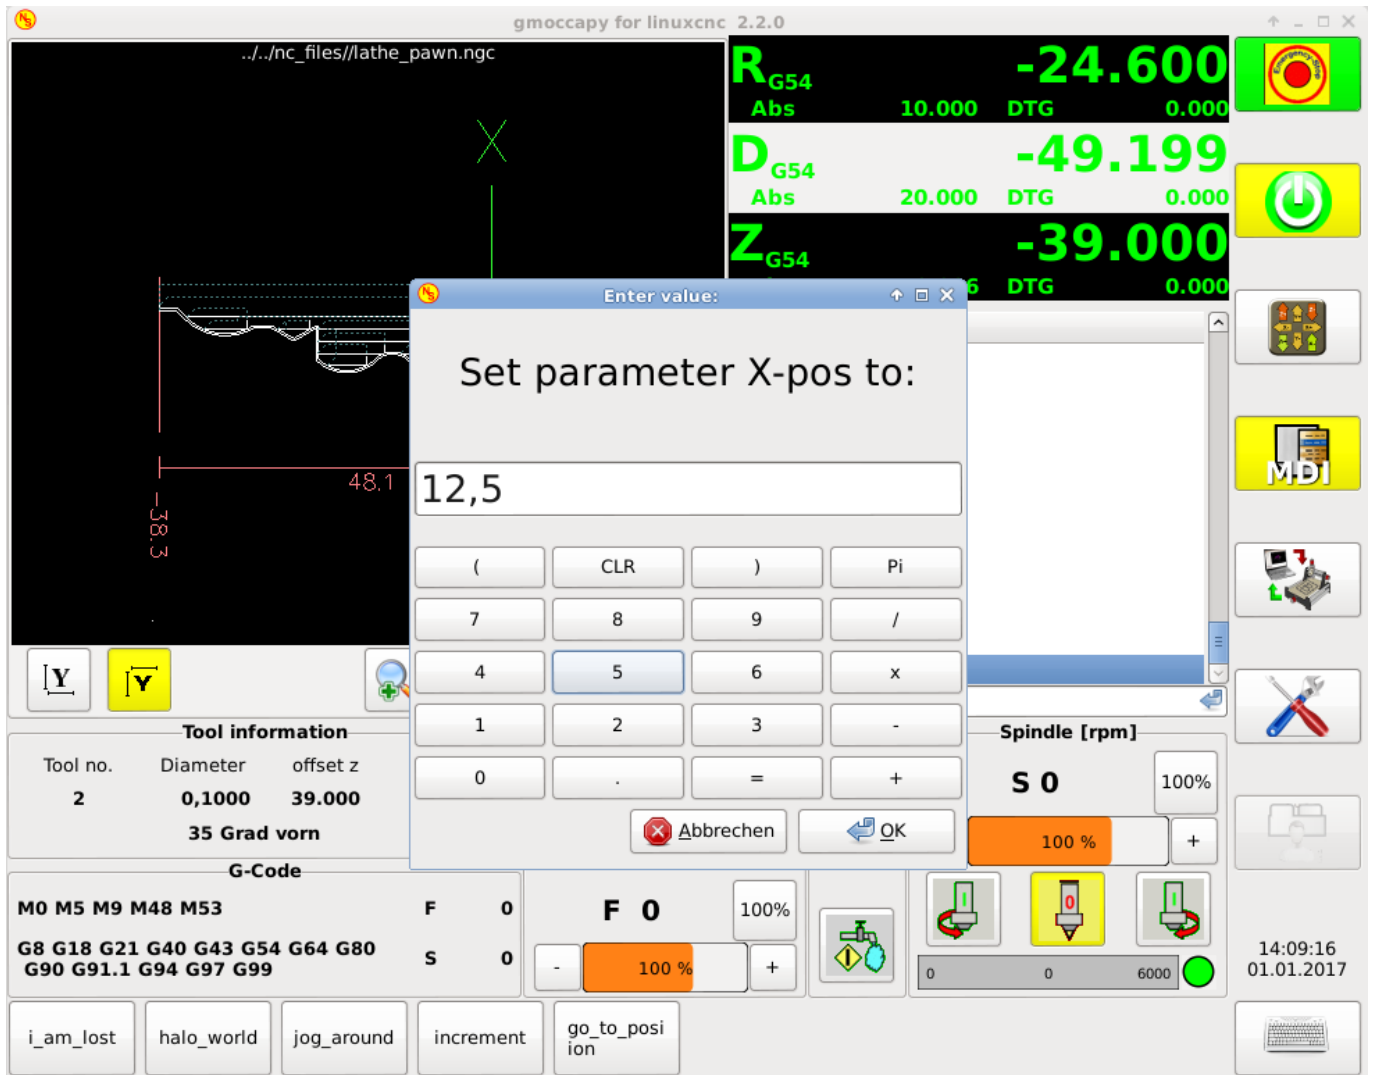 gmoccapy for linuxcnc 2.2.0
../../nc_files//lathe_pawn.ngc
X
48.1
-38.3
R G54 -24.600
Abs 10.000 DTG 0.000
D G54 -49.199
Abs 20.000 DTG 0.000
Z G54 -39.000
6 DTG 0.000
Emergency-Stop
MDI
Enter value:
Set parameter X-pos to:
12,5
( CLR ) Pi
7 8 9 /
4 5 6 x
1 2 3 -
0 . = +
Abbrechen OK
Y Y
Tool information
Tool no. Diameter offset z
2 0,1000 39.000
35 Grad vorn
G-Code
M0 M5 M9 M48 M53 F 0
G8 G18 G21 G40 G43 G54 G64 G80 S 0
G90 G91.1 G94 G97 G99
F 0 100%
- 100 % +
Spindle [rpm]
S 0 100%
100 % +
I 0 I
0 0 6000
14:09:16
01.01.2017
i_am_lost halo_world jog_around increment go_to_posi
ion